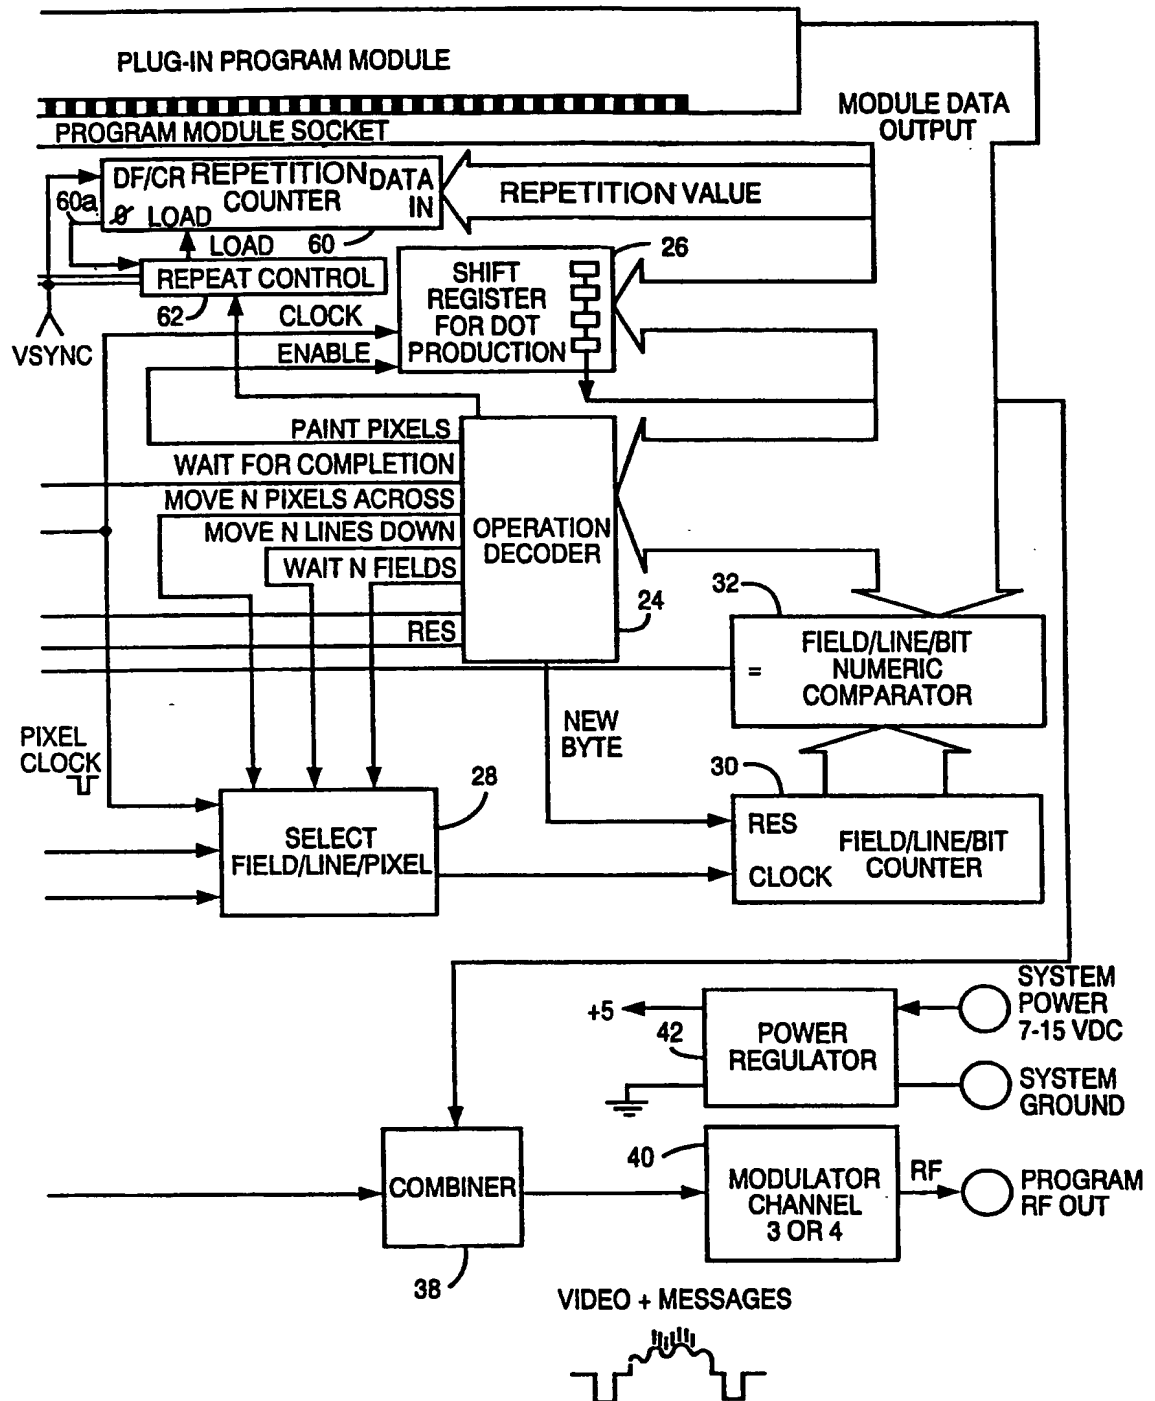 PLUG-IN PROGRAM MODULE
MODULE DATA
OUTPUT
PROGRAM MODULE SOCKET
DF/CR REPETITION DATA
COUNTER IN
0 LOAD
REPETITION VALUE
60a
LOAD 60
REPEAT CONTROL
62
VSYNC
CLOCK
ENABLE
SHIFT
REGISTER
FOR DOT
PRODUCTION
26
PAINT PIXELS
WAIT FOR COMPLETION
MOVE N PIXELS ACROSS
MOVE N LINES DOWN
WAIT N FIELDS
RES
OPERATION
DECODER
24
32
FIELD/LINE/BIT
NUMERIC
COMPARATOR
=
NEW
BYTE
PIXEL
CLOCK
28
SELECT
FIELD/LINE/PIXEL
30
RES
FIELD/LINE/BIT
COUNTER
CLOCK
+5
42
POWER
REGULATOR
SYSTEM
POWER
7-15 VDC
SYSTEM
GROUND
COMBINER
38
40
MODULATOR
CHANNEL
3 OR 4
RF
PROGRAM
RF OUT
VIDEO + MESSAGES